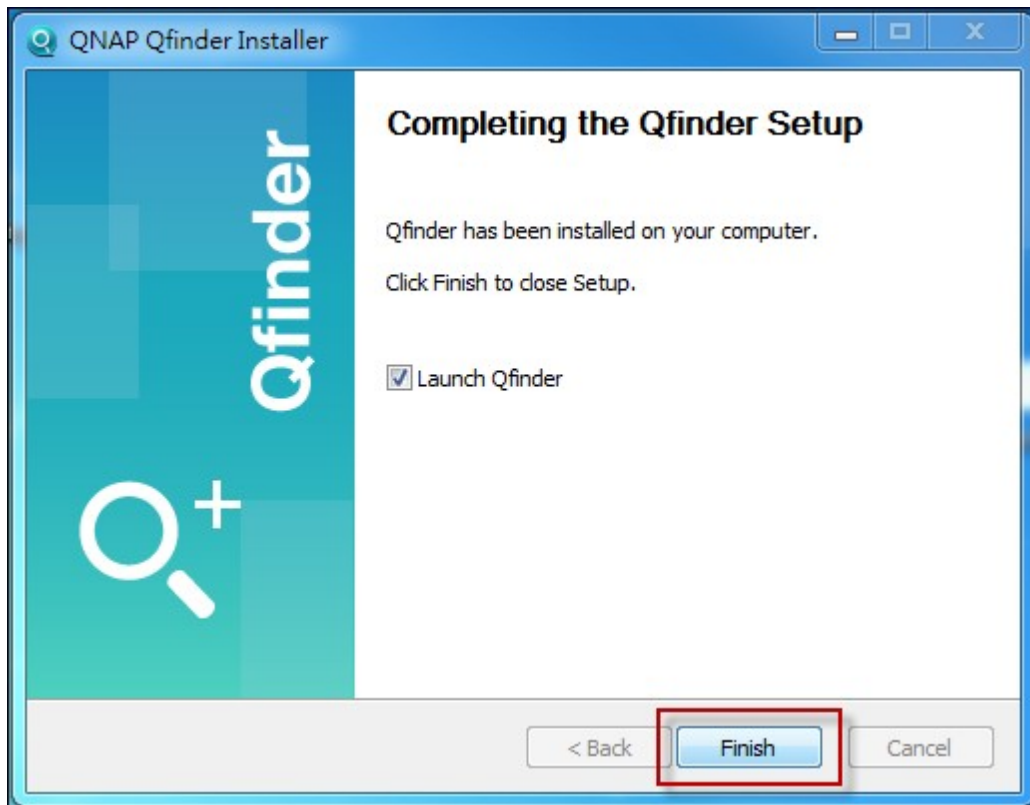 QNAP Qfinder Installer
Qfinder
Completing the Qfinder Setup
Qfinder has been installed on your computer.
Click Finish to close Setup.
Launch Qfinder
< Back
Finish
Cancel